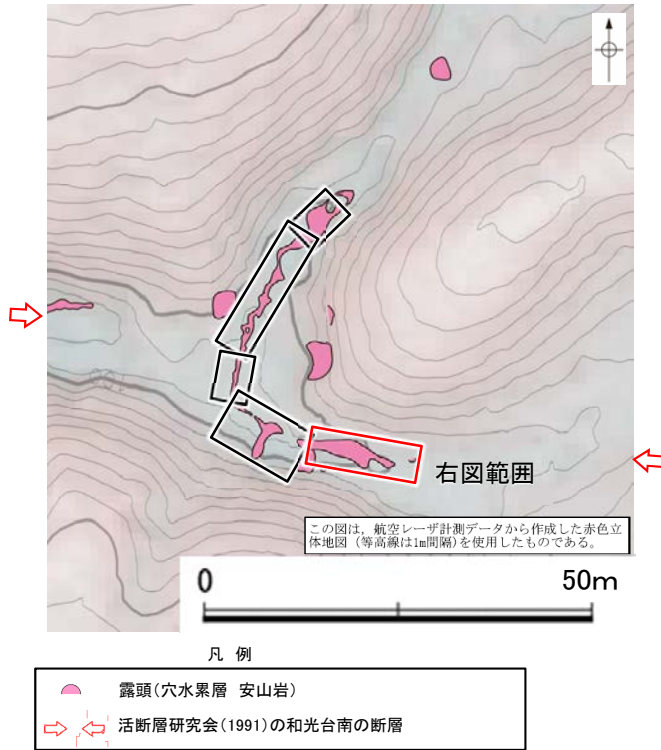 右図範囲
この図は，航空レーザ計測データから作成した赤色立
体地図（等高線は1m間隔）を使用したものである。
0 50m
凡 例
露頭(穴水累層 安山岩)
活断層研究会(1991)の和光台南の断層